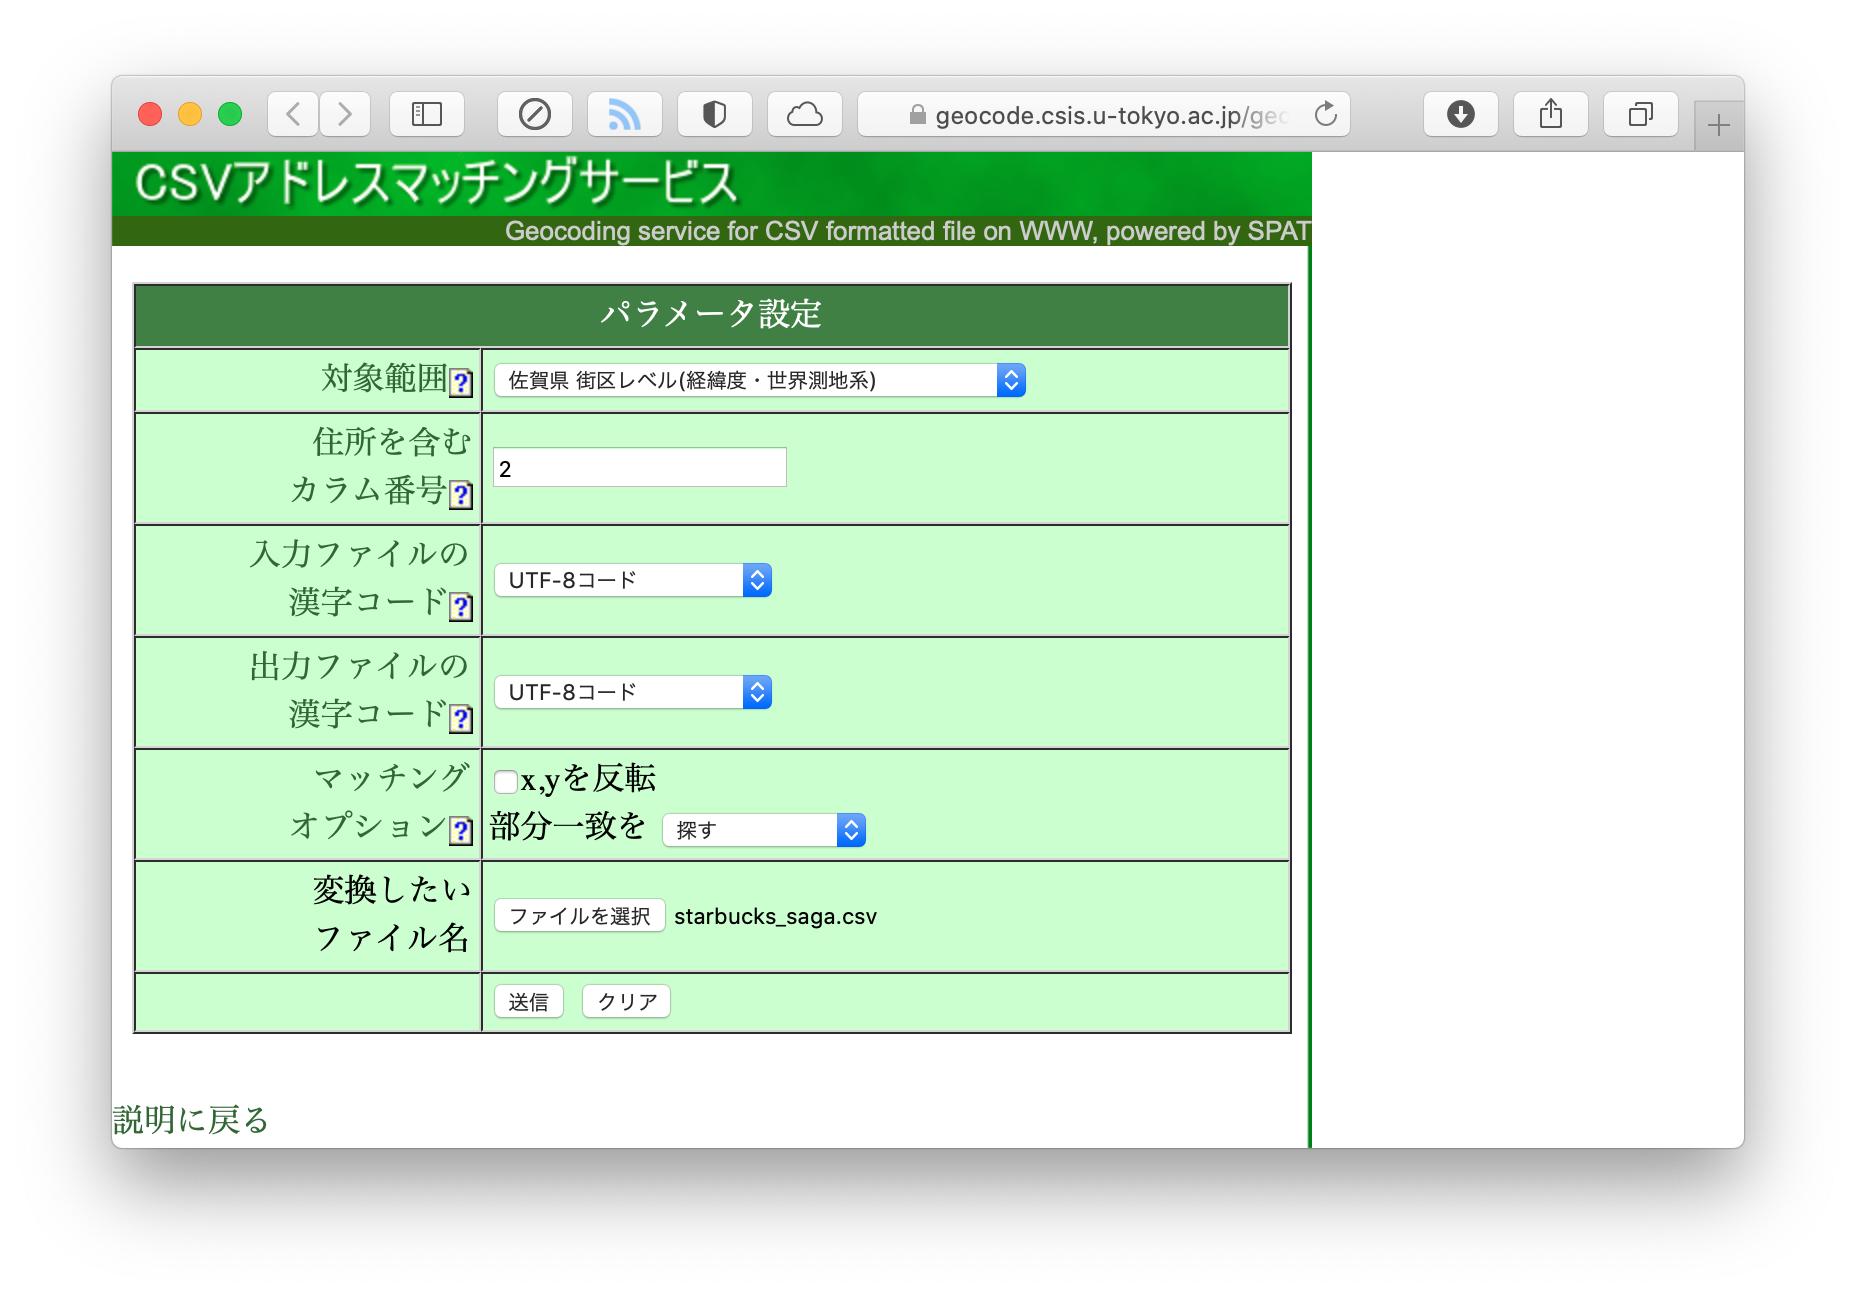 geocode.csis.u-tokyo.ac.jp/geo
CSVアドレスマッチングサービス
Geocoding service for CSV formatted file on WWW, powered by SPAT
パラメータ設定
対象範囲?
佐賀県 街区レベル(経緯度・世界測地系)
住所を含む
カラム番号?
2
入力ファイルの
漢字コード?
UTF-8コード
出力ファイルの
漢字コード?
UTF-8コード
マッチング
オプション?
x,yを反転
部分一致を 探す
変換したい
ファイル名
ファイルを選択 starbucks_saga.csv
送信 クリア
説明に戻る